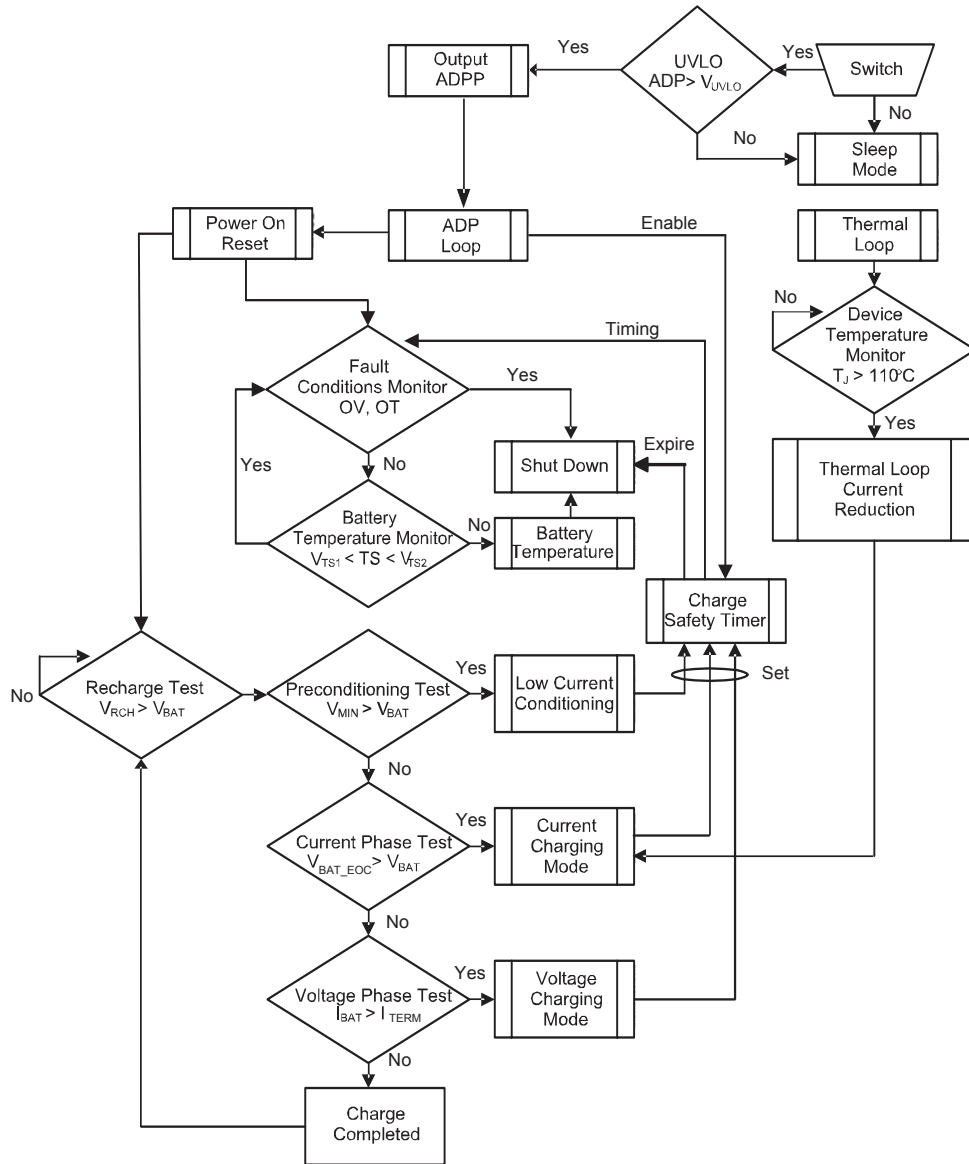 Yes
Output
ADPP
UVLO
ADP> VUVLO
Yes
Switch
No
No
Sleep
Mode
Power On
Reset
ADP
Loop
Enable
Thermal
Loop
No
Device
Temperature
Monitor
TJ > 110°C
Timing
Fault
Conditions Monitor
OV, OT
Yes
Yes
Yes
No
Shut Down
Expire
Thermal Loop
Current
Reduction
Battery
Temperature Monitor
VTS1 < TS < VTS2
No
Battery
Temperature
Charge
Safety Timer
No
Recharge Test
VRCH > VBAT
Preconditioning Test
VMIN > VBAT
Yes
Low Current
Conditioning
Set
No
Current Phase Test
VBAT_EOC > VBAT
Yes
Current
Charging
Mode
No
Voltage Phase Test
IBAT > ITERM
Yes
Voltage
Charging
Mode
No
Charge
Completed